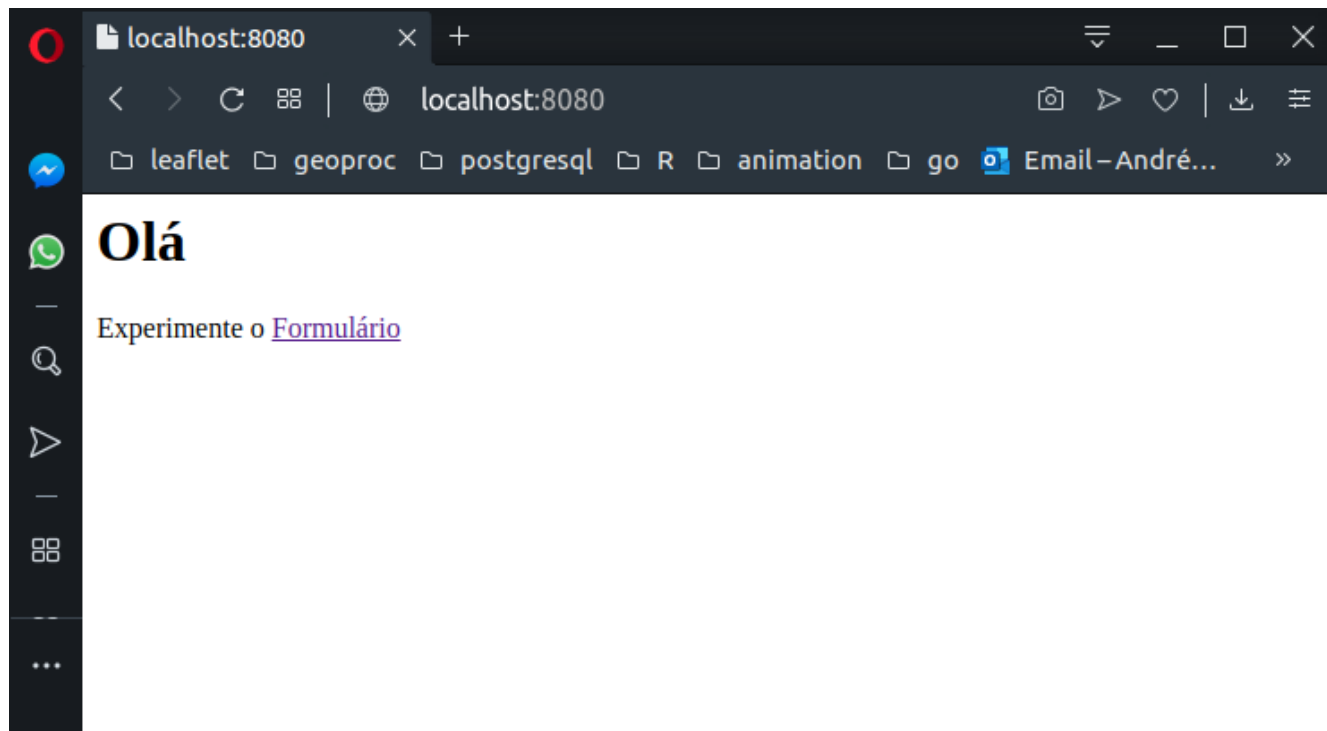 localhost:8080
localhost:8080
leaflet geoproc postgresql R animation go Email – André...
Olá
Experimente o Formulário